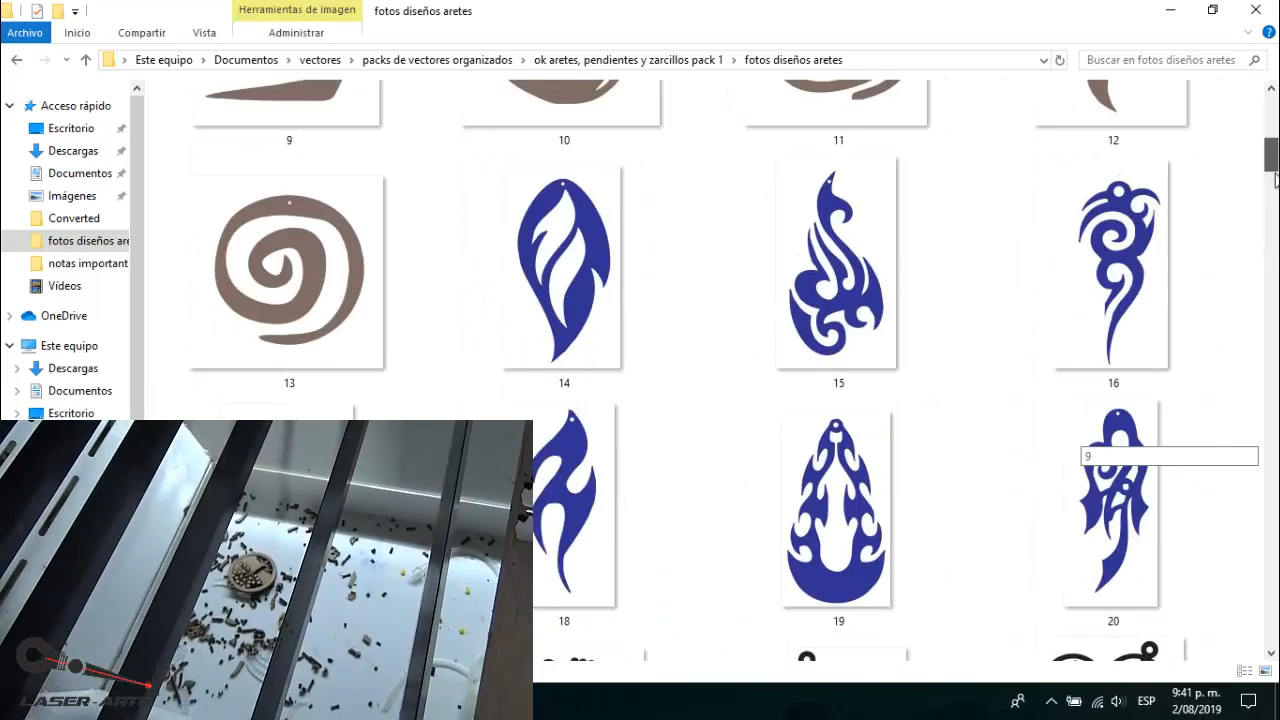 Herramientas de imagen
fotos diseños aretes
Archivo
Inicio
Compartir
Vista
Administrar
Este equipo
Documentos
vectores
packs de vectores organizados
ok aretes, pendientes y zarcillos pack 1
fotos diseños aretes
Buscar en fotos diseños aretes
Acceso rápido
Escritorio
Descargas
Documentos
Imágenes
Converted
fotos diseños are
notas important
Vídeos
OneDrive
Este equipo
Descargas
Documentos
Escritorio
9
10
11
12
13
14
15
16
18
19
20
9
ESP
9:41 p. m.
2/08/2019